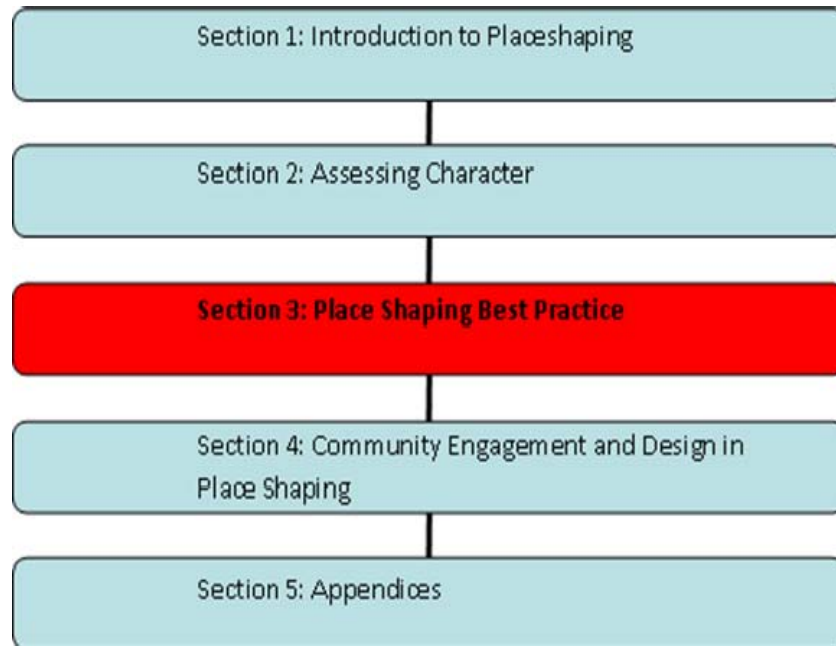 Section 1: Introduction to Placeshaping
Section 2: Assessing Character
Section 3: Place Shaping Best Practice
Section 4: Community Engagement and Design in
Place Shaping
Section 5: Appendices